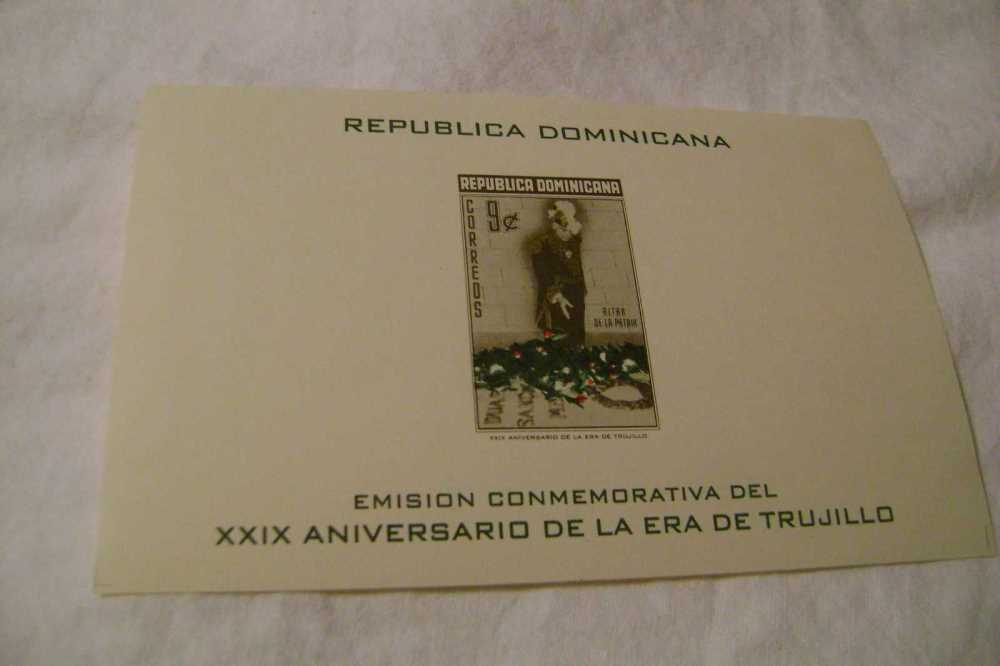 REPUBLICA DOMINICANA
REPUBLICA DOMINICANA
CORREOS
9¢
ALTAR
DE LA PATRIA
XXIX ANIVERSARIO DE LA ERA DE TRUJILLO
EMISION CONMEMORATIVA DEL
XXIX ANIVERSARIO DE LA ERA DE TRUJILLO